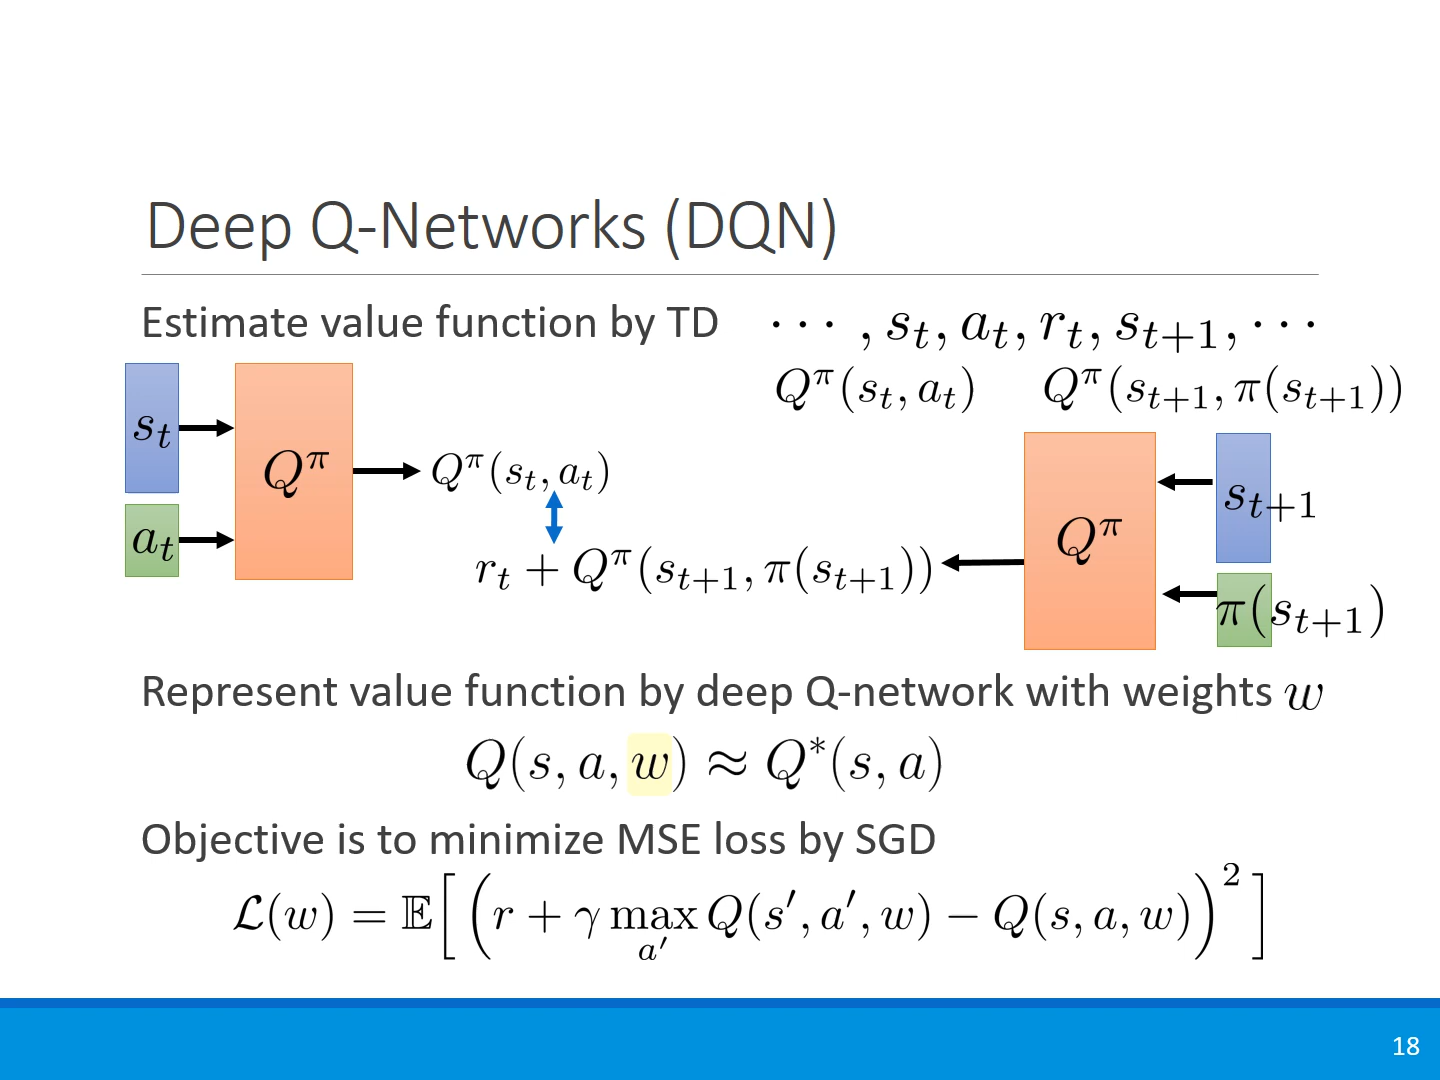 Deep Q-Networks (DQN)
Estimate value function by TD ⋯ , s_t, a_t, r_t, s_{t+1}, ⋯
Q^π(s_t, a_t) Q^π(s_{t+1}, π(s_{t+1}))
s_t
a_t
Q^π
Q^π(s_t, a_t)
r_t + Q^π(s_{t+1}, π(s_{t+1}))
Q^π
s_{t+1}
π(s_{t+1})
Represent value function by deep Q-network with weights w
Q(s, a, w) ≈ Q*(s, a)
Objective is to minimize MSE loss by SGD
ℒ(w) = 𝔼[(r + γ max_{a′} Q(s′, a′, w) − Q(s, a, w))^2]
18